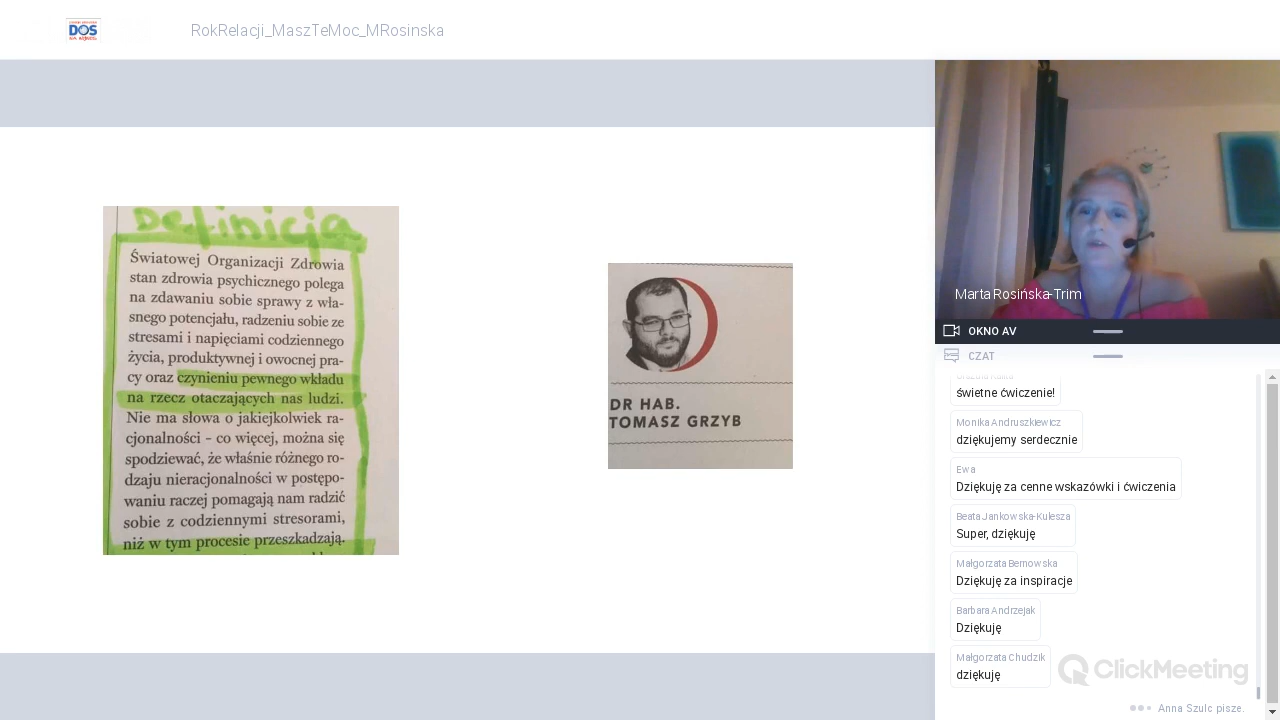 DOS
RokRelacji_MaszTeMoc_MRosinska
Definicja
Światowej Organizacji Zdrowia
stan zdrowia psychicznego polega
na zdawaniu sobie sprawy z wła-
snego potencjału, radzeniu sobie ze
stresami i napięciami codziennego
życia, produktywnej i owocnej pra-
cy oraz czynieniu pewnego wkładu
na rzecz otaczających nas ludzi.
Nie ma słowa o jakiejkolwiek ra-
cjonalności – co więcej, można się
spodziewać, że właśnie różnego ro-
dzaju nieracjonalności w postępo-
waniu raczej pomagają nam radzić
sobie z codziennymi stresorami,
niż w tym procesie przeszkadzają.
DR HAB.
TOMASZ GRZYB
Marta Rosińska-Trim
OKNO AV
CZAT
świetne ćwiczenie!
Monika Andruszkiewicz
dziękujemy serdecznie
Ewa
Dziękuję za cenne wskazówki i ćwiczenia
Beata Jankowska-Kulesza
Super, dziękuję
Małgorzata Bernowska
Dziękuję za inspiracje
Barbara Andrzejak
Dziękuję
Małgorzata Chudzik
dziękuję
ClickMeeting
Anna Szulc pisze.